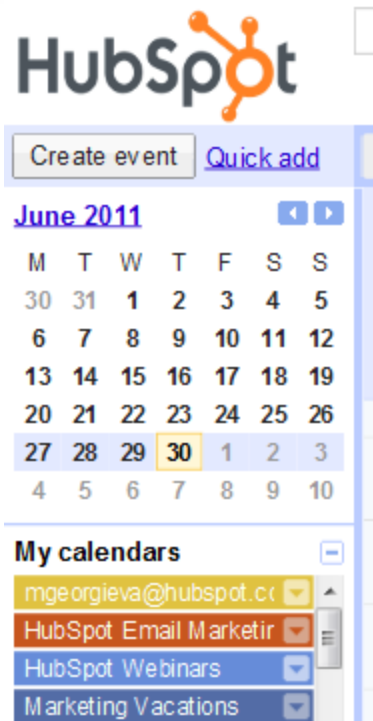 HubSpot
Create event Quick add
June 2011
M T W T F S S
30 31 1 2 3 4 5
6 7 8 9 10 11 12
13 14 15 16 17 18 19
20 21 22 23 24 25 26
27 28 29 30 1 2 3
4 5 6 7 8 9 10
My calendars
mgeorgieva@hubspot.cc
HubSpot Email Marketir
HubSpot Webinars
Marketing Vacations